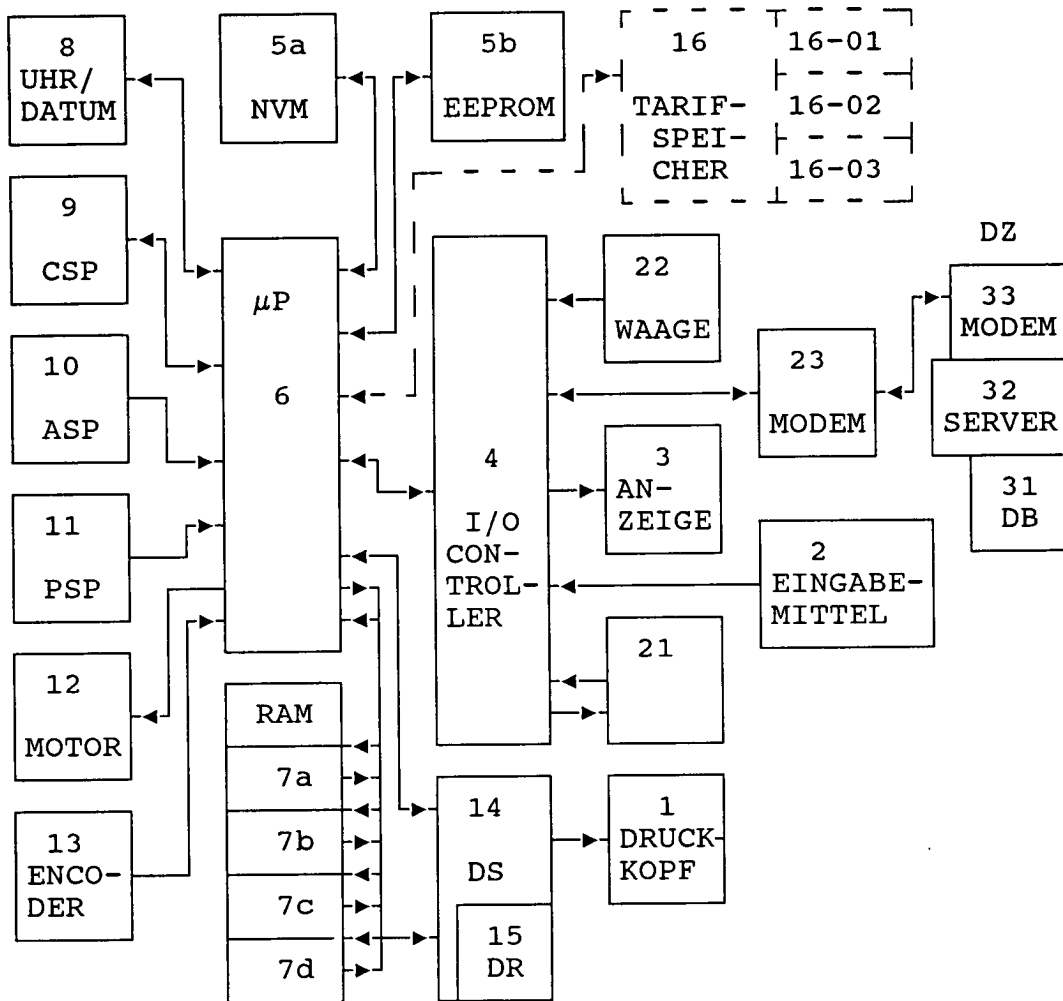 8
UHR/
DATUM
5a
NVM
5b
EEPROM
16
TARIF-
SPEI-
CHER
16-01
16-02
16-03
9
CSP
10
ASP
11
PSP
12
MOTOR
13
ENCO-
DER
µP
6
RAM
7a
7b
7c
7d
4
I/O
CON-
TROL-
LER
14
DS
15
DR
22
WAAGE
3
AN-
ZEIGE
21
1
DRUCK-
KOPF
23
MODEM
2
EINGABE-
MITTEL
DZ
33
MODEM
32
SERVER
31
DB